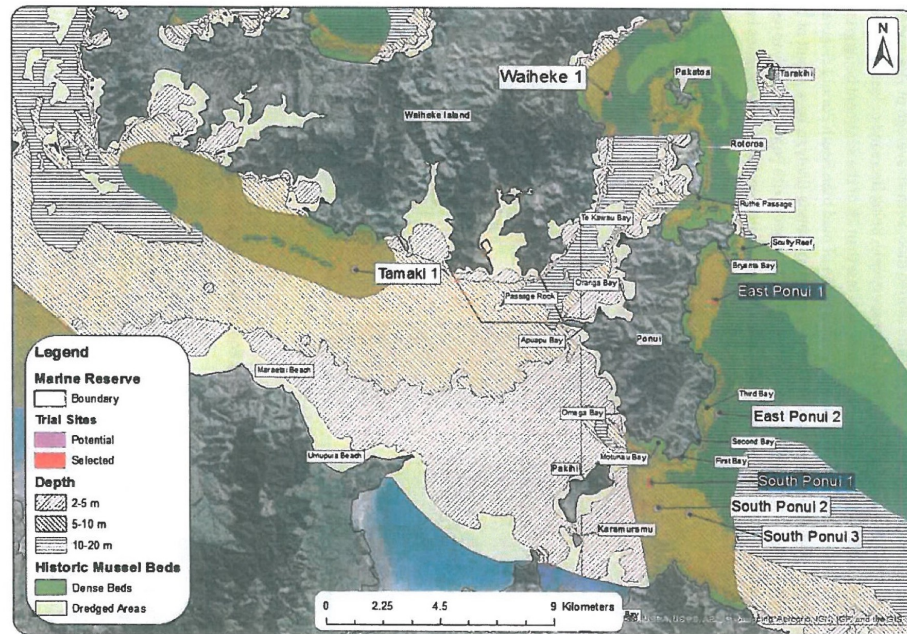 N
Waiheke 1
Pakatoa
Tarakihi
Waiheke Island
Rotoroa
Ruthe Passage
Te Kawau Bay
Scully Reef
Bryants Bay
Tamaki 1
Oranga Bay
Passage Rock
East Ponui 1
Apuapu Bay
Ponui
Maraetai Beach
Third Bay
Omega Bay
East Ponui 2
Second Bay
Umupuia Beach
Motunau Bay
First Bay
Pakihi
South Ponui 1
South Ponui 2
Karamuramu
South Ponui 3
Bay
Legend
Marine Reserve
Boundary
Trial Sites
Potential
Selected
Depth
2-5 m
5-10 m
10-20 m
Historic Mussel Beds
Dense Beds
Dredged Areas
0 2.25 4.5 9 Kilometers